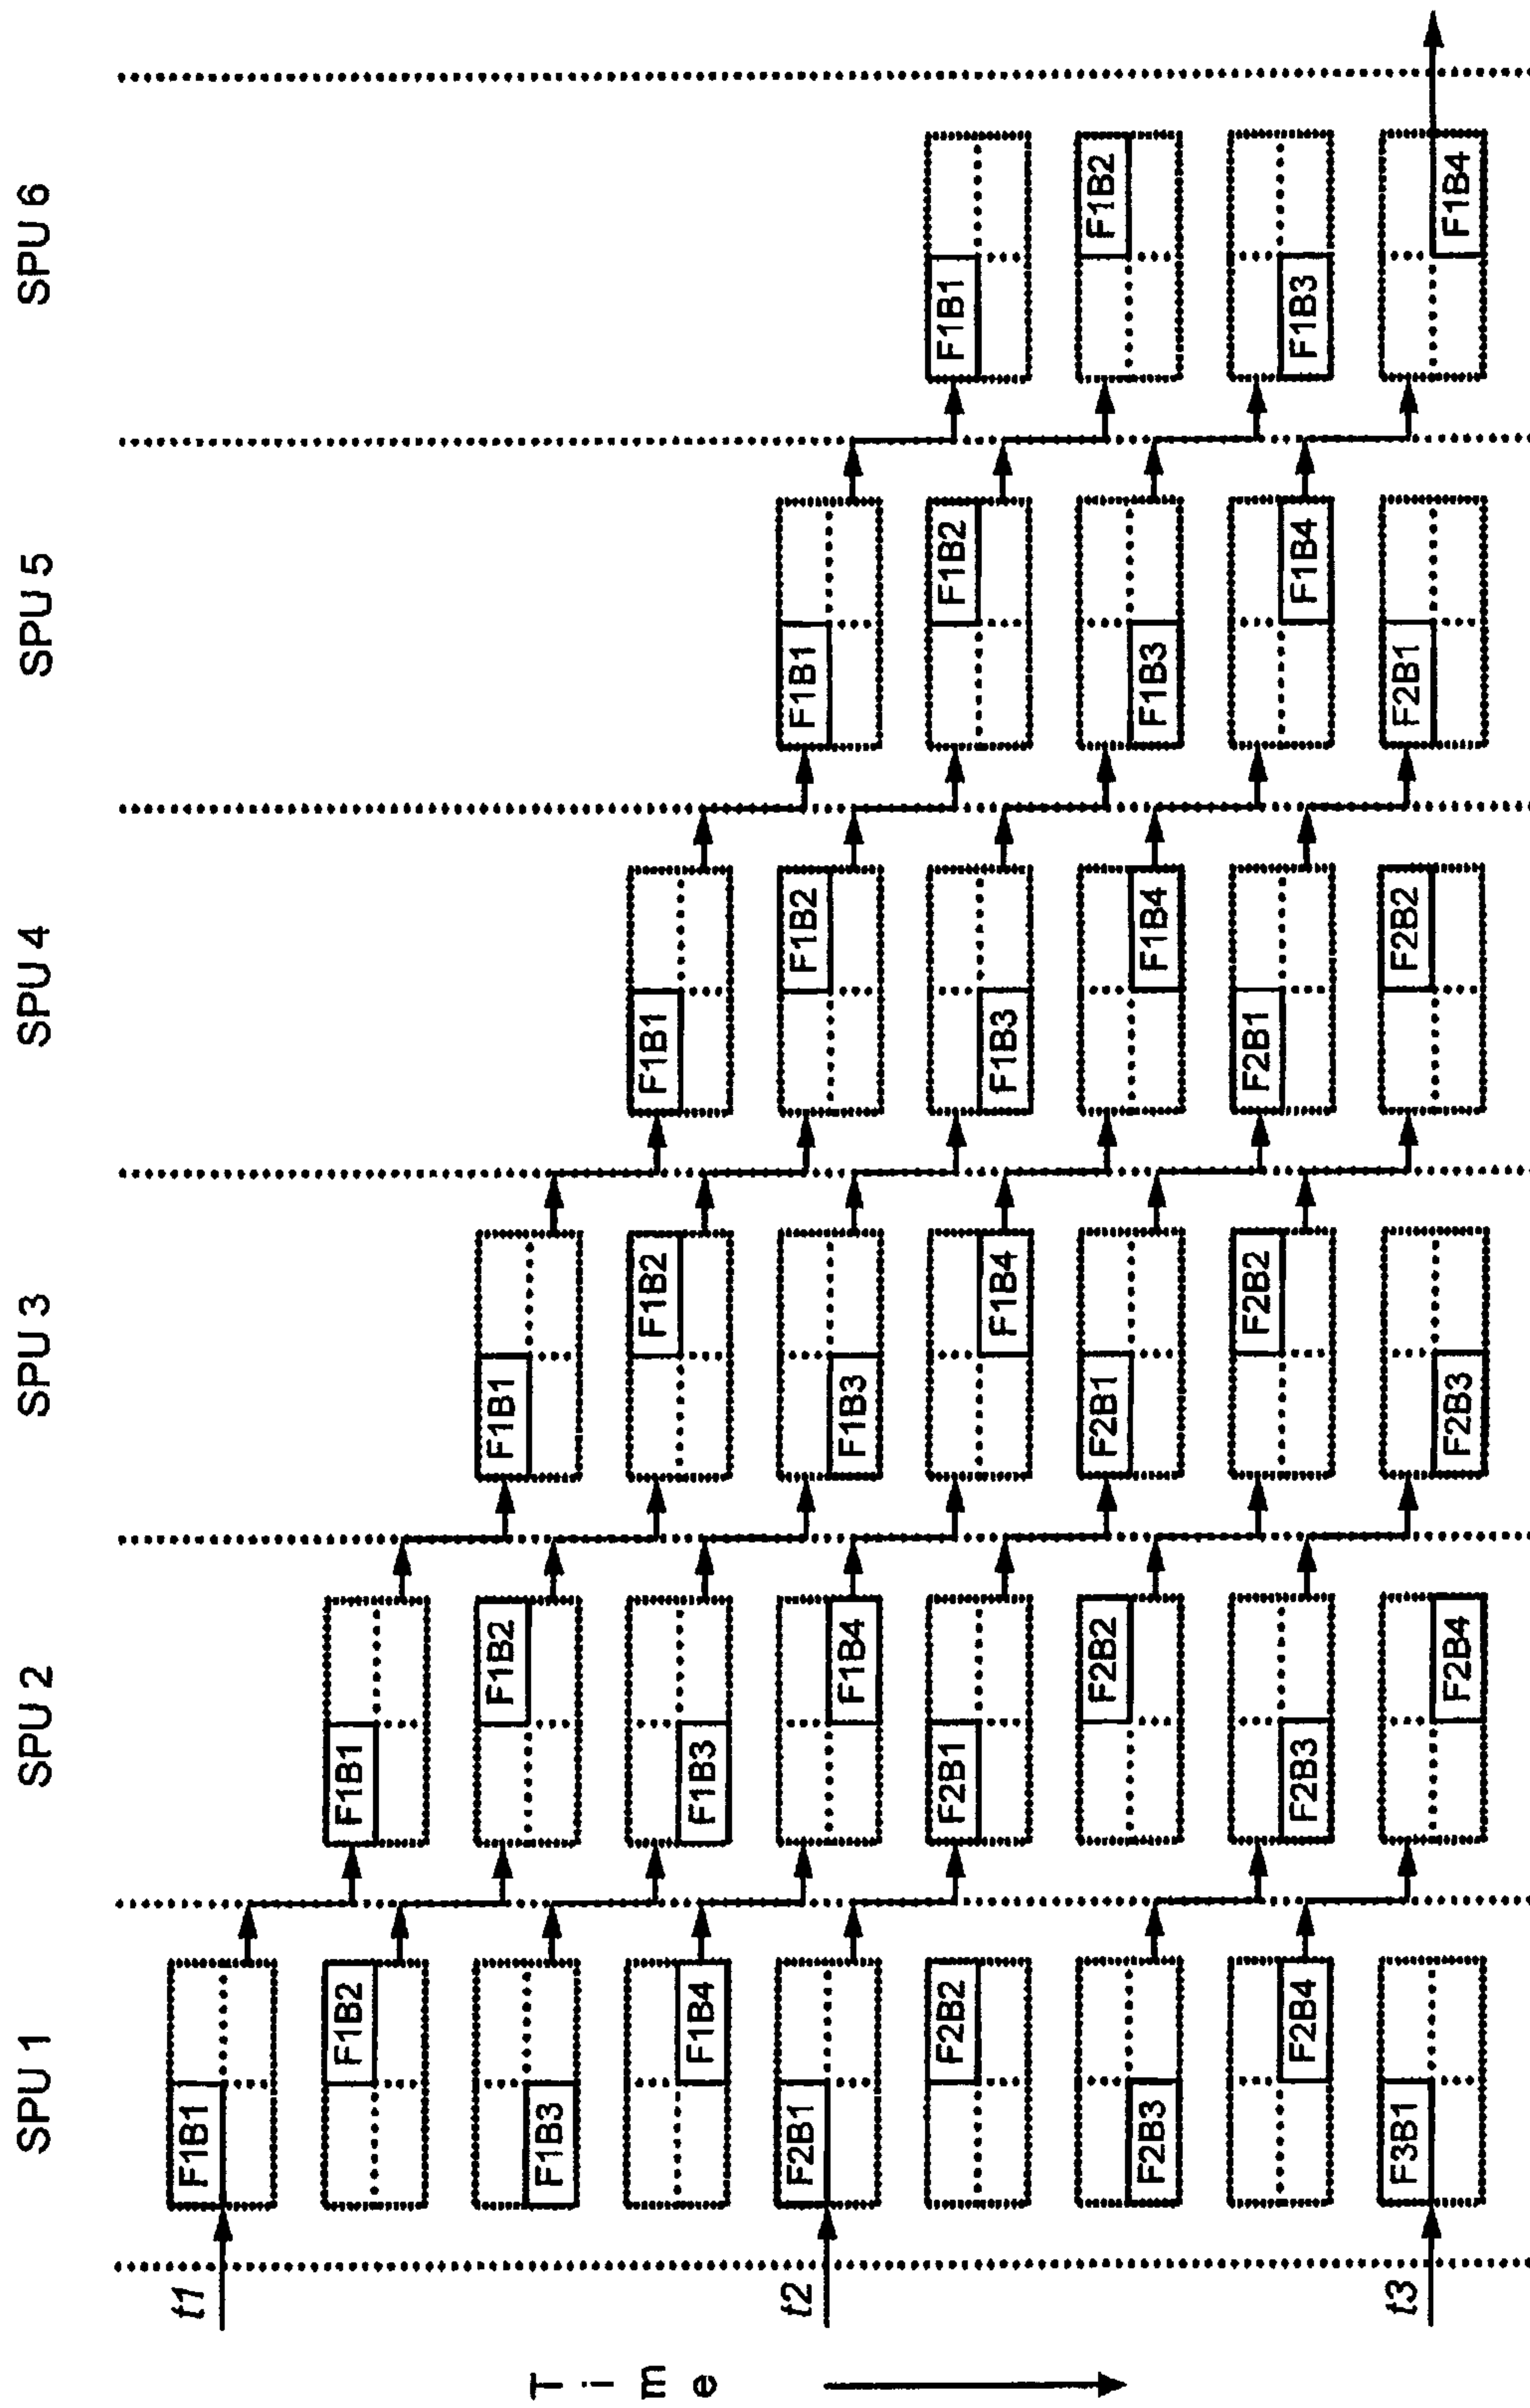 SPU 1 SPU 2 SPU 3 SPU 4 SPU 5 SPU 6
t1 F1B1
F1B2 F1B1
F1B3 F1B2 F1B1
F1B4 F1B3 F1B2 F1B1
t2 F2B1 F1B4 F1B3 F1B2 F1B1
F2B2 F2B1 F1B4 F1B3 F1B2 F1B1
F2B3 F2B2 F2B1 F1B4 F1B3 F1B2
F2B4 F2B3 F2B2 F2B1 F1B4 F1B3
t3 F3B1 F2B4 F2B3 F2B2 F2B1 F1B4
Time